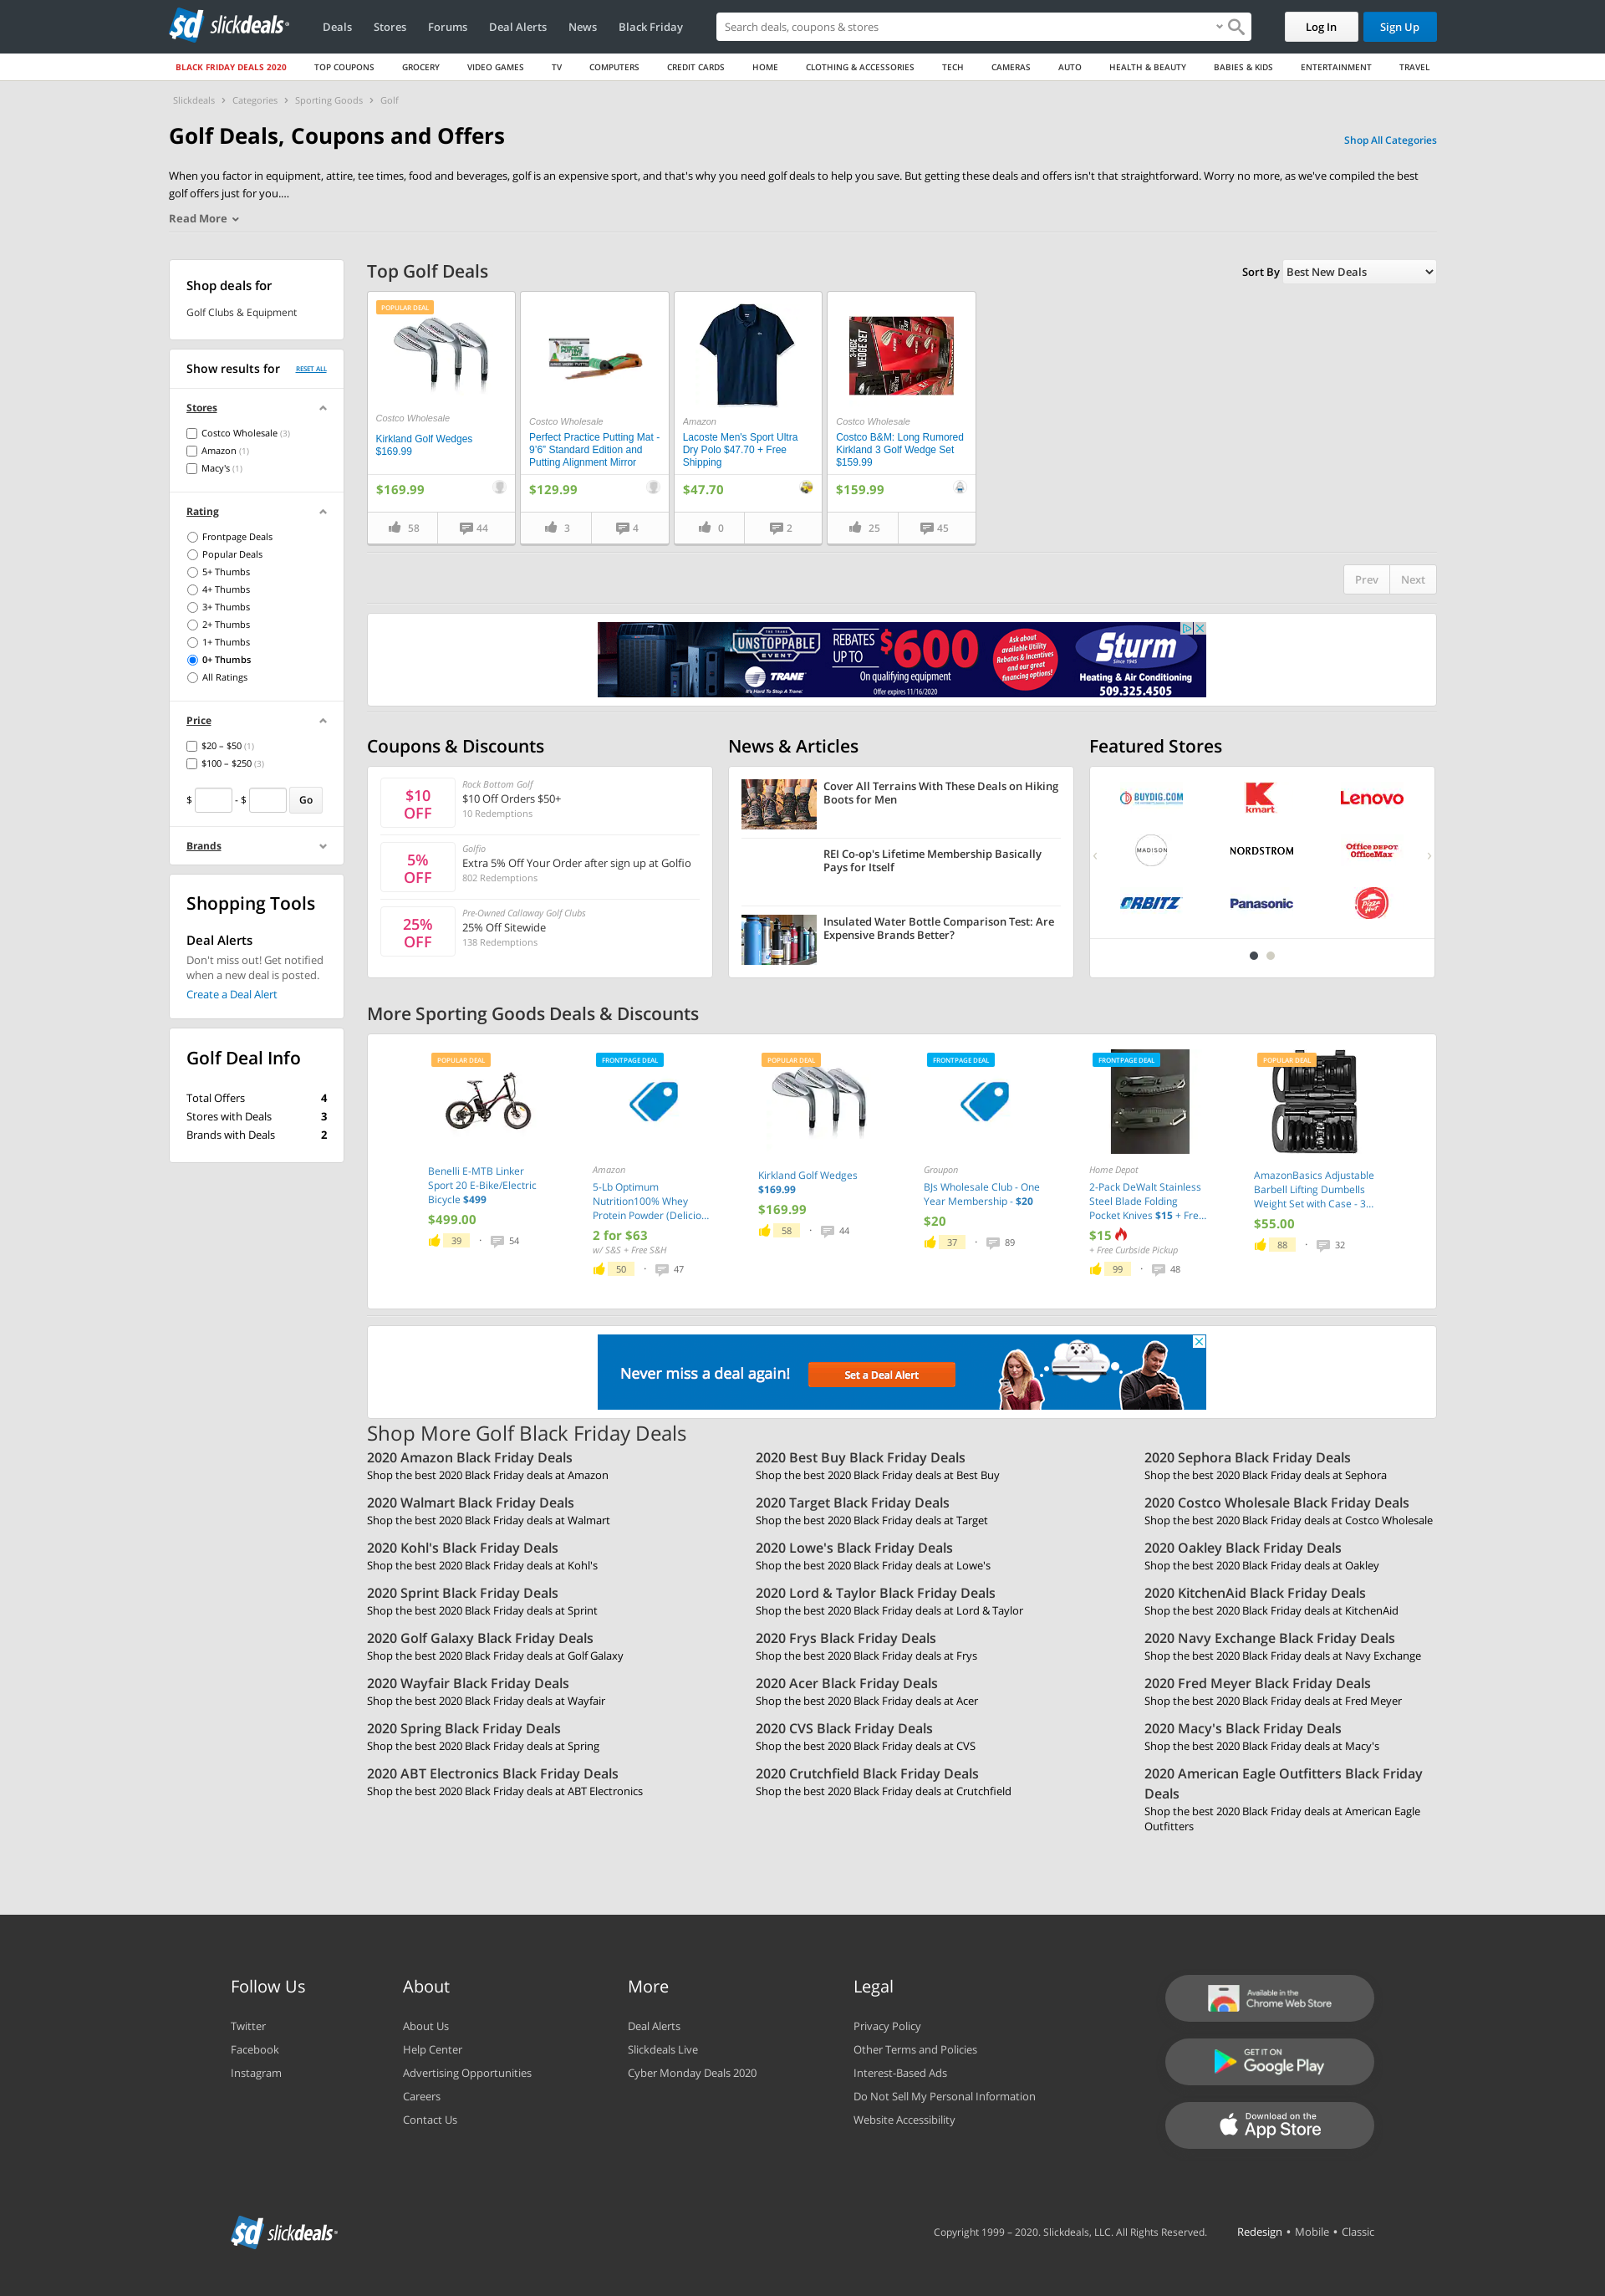 sd slickdeals
Deals
Stores
Forums
Deal Alerts
News
Black Friday
Search deals, coupons & stores
Log In
Sign Up
BLACK FRIDAY DEALS 2020
TOP COUPONS
GROCERY
VIDEO GAMES
TV
COMPUTERS
CREDIT CARDS
HOME
CLOTHING & ACCESSORIES
TECH
CAMERAS
AUTO
HEALTH & BEAUTY
BABIES & KIDS
ENTERTAINMENT
TRAVEL
Slickdeals › Categories › Sporting Goods › Golf
Golf Deals, Coupons and Offers
Shop All Categories
When you factor in equipment, attire, tee times, food and beverages, golf is an expensive sport, and that's why you need golf deals to help you save. But getting these deals and offers isn't that straightforward. Worry no more, as we've compiled the best
golf offers just for you....
Read More
Shop deals for
Golf Clubs & Equipment
Show results for
RESET ALL
Stores
Costco Wholesale (3)
Amazon (1)
Macy's (1)
Rating
Frontpage Deals
Popular Deals
5+ Thumbs
4+ Thumbs
3+ Thumbs
2+ Thumbs
1+ Thumbs
0+ Thumbs
All Ratings
Price
$20 – $50 (1)
$100 – $250 (3)
$ - $ Go
Brands
Shopping Tools
Deal Alerts
Don't miss out! Get notified
when a new deal is posted.
Create a Deal Alert
Golf Deal Info
Total Offers 4
Stores with Deals 3
Brands with Deals 2
Top Golf Deals
Sort By Best New Deals
POPULAR DEAL
Costco Wholesale
Kirkland Golf Wedges
$169.99
$169.99
58
44
PERFECT PUTTING MAT
Costco Wholesale
Perfect Practice Putting Mat -
9'6" Standard Edition and
Putting Alignment Mirror
$129.99
3
4
Amazon
Lacoste Men's Sport Ultra
Dry Polo $47.70 + Free
Shipping
$47.70
0
2
3-PIECE WEDGE SET
Costco Wholesale
Costco B&M: Long Rumored
Kirkland 3 Golf Wedge Set
$159.99
$159.99
25
45
Prev
Next
THE TRANE
UNSTOPPABLE
EVENT
TRANE
It's Hard To Stop A Trane.
REBATES
UP TO
$600
On qualifying equipment
Offer expires 11/16/2020
Ask about
available Utility
Rebates & Incentives
and our great
financing options!
Sturm
Since 1945
Heating & Air Conditioning
509.325.4505
Coupons & Discounts
$10
OFF
Rock Bottom Golf
$10 Off Orders $50+
10 Redemptions
5%
OFF
Golfio
Extra 5% Off Your Order after sign up at Golfio
802 Redemptions
25%
OFF
Pre-Owned Callaway Golf Clubs
25% Off Sitewide
138 Redemptions
News & Articles
Cover All Terrains With These Deals on Hiking
Boots for Men
REI Co-op's Lifetime Membership Basically
Pays for Itself
Insulated Water Bottle Comparison Test: Are
Expensive Brands Better?
Featured Stores
BUYDIG.COM
K
kmart
Lenovo
MADISON
NORDSTROM
Office DEPOT
OfficeMax
ORBITZ
Panasonic
Pizza Hut
More Sporting Goods Deals & Discounts
POPULAR DEAL
Benelli E-MTB Linker
Sport 20 E-Bike/Electric
Bicycle $499
$499.00
39 · 54
FRONTPAGE DEAL
Amazon
5-Lb Optimum
Nutrition100% Whey
Protein Powder (Delicio...
2 for $63
w/ S&S + Free S&H
50 · 47
POPULAR DEAL
Kirkland Golf Wedges
$169.99
$169.99
58 · 44
FRONTPAGE DEAL
Groupon
BJs Wholesale Club - One
Year Membership - $20
$20
37 · 89
FRONTPAGE DEAL
Home Depot
2-Pack DeWalt Stainless
Steel Blade Folding
Pocket Knives $15 + Fre...
$15
+ Free Curbside Pickup
99 · 48
POPULAR DEAL
AmazonBasics Adjustable
Barbell Lifting Dumbells
Weight Set with Case - 3...
$55.00
88 · 32
Never miss a deal again!
Set a Deal Alert
Shop More Golf Black Friday Deals
2020 Amazon Black Friday Deals
Shop the best 2020 Black Friday deals at Amazon
2020 Best Buy Black Friday Deals
Shop the best 2020 Black Friday deals at Best Buy
2020 Sephora Black Friday Deals
Shop the best 2020 Black Friday deals at Sephora
2020 Walmart Black Friday Deals
Shop the best 2020 Black Friday deals at Walmart
2020 Target Black Friday Deals
Shop the best 2020 Black Friday deals at Target
2020 Costco Wholesale Black Friday Deals
Shop the best 2020 Black Friday deals at Costco Wholesale
2020 Kohl's Black Friday Deals
Shop the best 2020 Black Friday deals at Kohl's
2020 Lowe's Black Friday Deals
Shop the best 2020 Black Friday deals at Lowe's
2020 Oakley Black Friday Deals
Shop the best 2020 Black Friday deals at Oakley
2020 Sprint Black Friday Deals
Shop the best 2020 Black Friday deals at Sprint
2020 Lord & Taylor Black Friday Deals
Shop the best 2020 Black Friday deals at Lord & Taylor
2020 KitchenAid Black Friday Deals
Shop the best 2020 Black Friday deals at KitchenAid
2020 Golf Galaxy Black Friday Deals
Shop the best 2020 Black Friday deals at Golf Galaxy
2020 Frys Black Friday Deals
Shop the best 2020 Black Friday deals at Frys
2020 Navy Exchange Black Friday Deals
Shop the best 2020 Black Friday deals at Navy Exchange
2020 Wayfair Black Friday Deals
Shop the best 2020 Black Friday deals at Wayfair
2020 Acer Black Friday Deals
Shop the best 2020 Black Friday deals at Acer
2020 Fred Meyer Black Friday Deals
Shop the best 2020 Black Friday deals at Fred Meyer
2020 Spring Black Friday Deals
Shop the best 2020 Black Friday deals at Spring
2020 CVS Black Friday Deals
Shop the best 2020 Black Friday deals at CVS
2020 Macy's Black Friday Deals
Shop the best 2020 Black Friday deals at Macy's
2020 ABT Electronics Black Friday Deals
Shop the best 2020 Black Friday deals at ABT Electronics
2020 Crutchfield Black Friday Deals
Shop the best 2020 Black Friday deals at Crutchfield
2020 American Eagle Outfitters Black Friday
Deals
Shop the best 2020 Black Friday deals at American Eagle
Outfitters
Follow Us
Twitter
Facebook
Instagram
About
About Us
Help Center
Advertising Opportunities
Careers
Contact Us
More
Deal Alerts
Slickdeals Live
Cyber Monday Deals 2020
Legal
Privacy Policy
Other Terms and Policies
Interest-Based Ads
Do Not Sell My Personal Information
Website Accessibility
Available in the
Chrome Web Store
GET IT ON
Google Play
Download on the
App Store
sd slickdeals
Copyright 1999 – 2020. Slickdeals, LLC. All Rights Reserved.
Redesign • Mobile • Classic